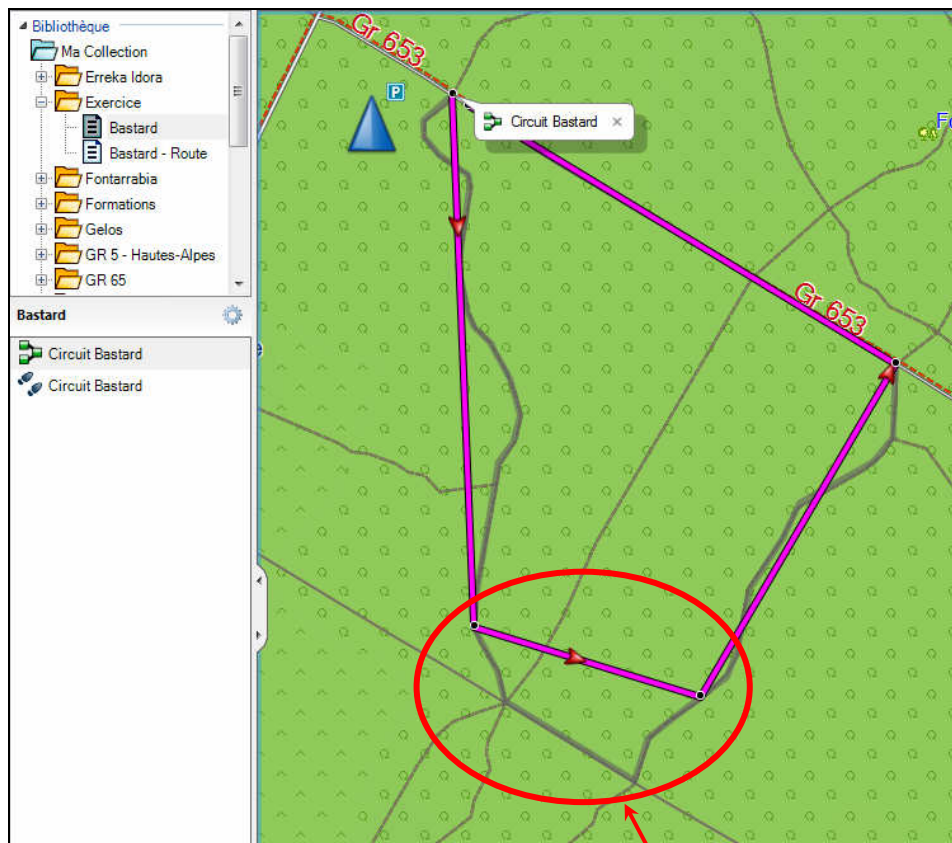 Bibliothèque
Ma Collection
Erreka Idora
Exercice
Bastard
Bastard - Route
Fontarrabia
Formations
Gelos
GR 5 - Hautes-Alpes
GR 65
Bastard
Circuit Bastard
Circuit Bastard
Gr 653
P
Circuit Bastard
Gr 653